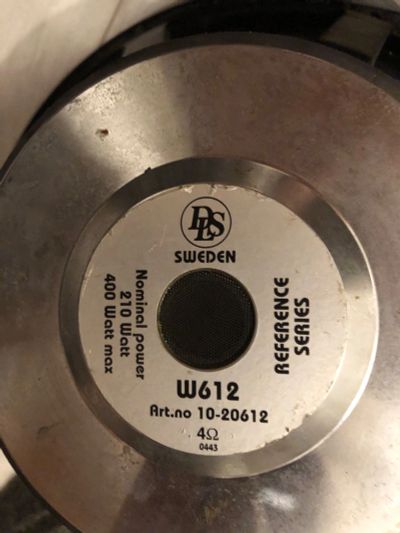 DLS
SWEDEN
Nominal power
210 Watt
400 Watt max
REFERENCE
SERIES
W612
Art.no 10-20612
4Ω
0443